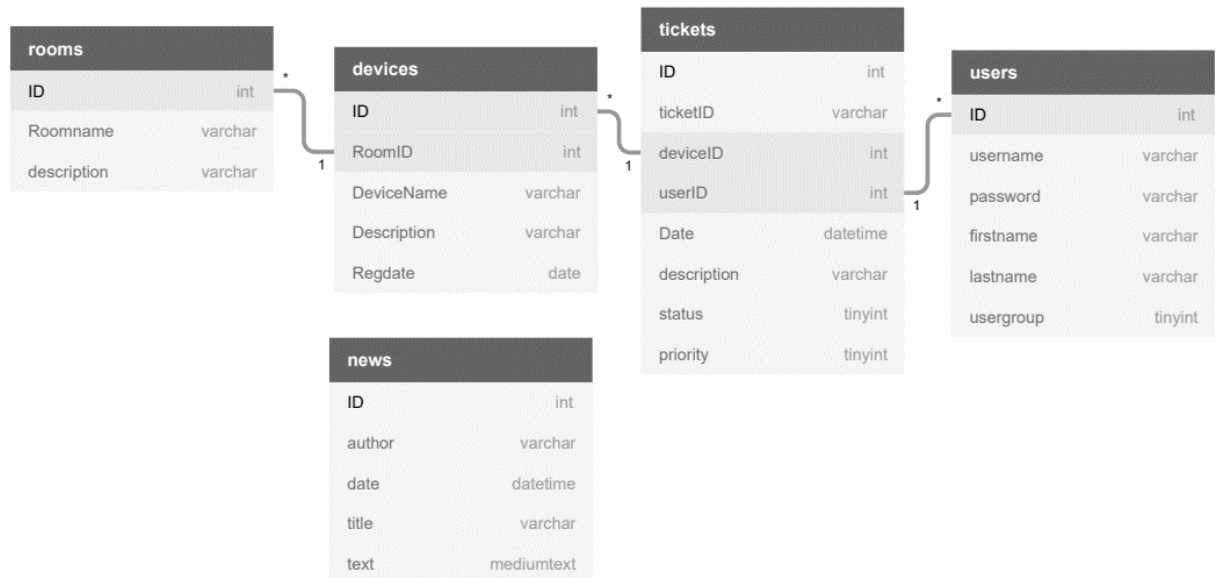 rooms
ID int
Roomname varchar
description varchar
*
1
devices
ID int
RoomID int
DeviceName varchar
Description varchar
Regdate date
*
1
tickets
ID int
ticketID varchar
deviceID int
userID int
Date datetime
description varchar
status tinyint
priority tinyint
*
1
users
ID int
username varchar
password varchar
firstname varchar
lastname varchar
usergroup tinyint
news
ID int
author varchar
date datetime
title varchar
text mediumtext